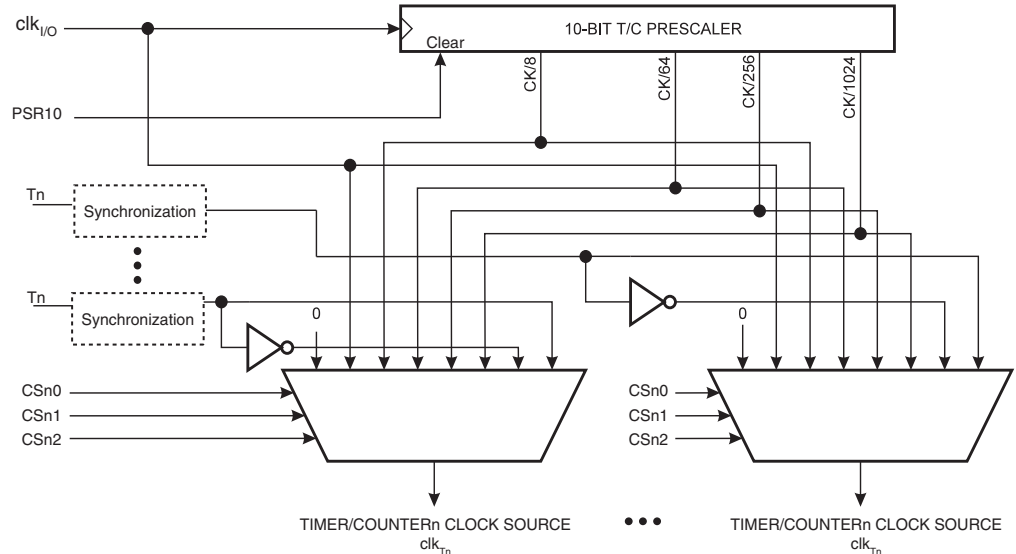 clkI/O
10-BIT T/C PRESCALER
Clear
CK/8
CK/64
CK/256
CK/1024
PSR10
Tn
Synchronization
Tn
Synchronization
0
0
CSn0
CSn1
CSn2
CSn0
CSn1
CSn2
TIMER/COUNTERn CLOCK SOURCE
clkTn
TIMER/COUNTERn CLOCK SOURCE
clkTn